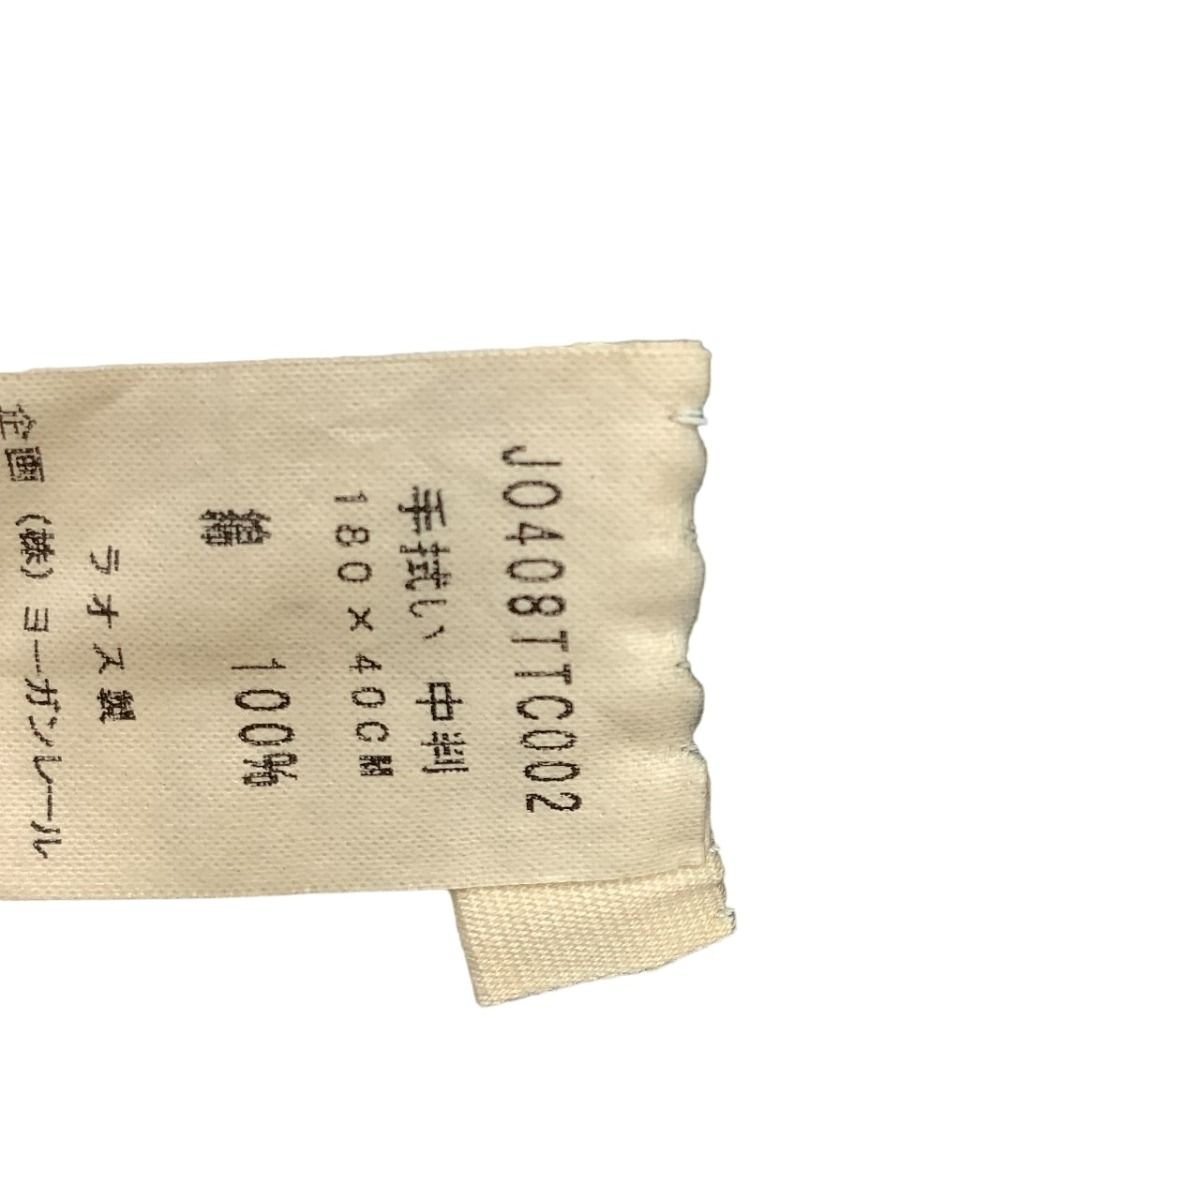 J0408TTC002
手拭い 中判
180×40CM
綿 100%
ラオス製
企画 (株)ヨーガンレール